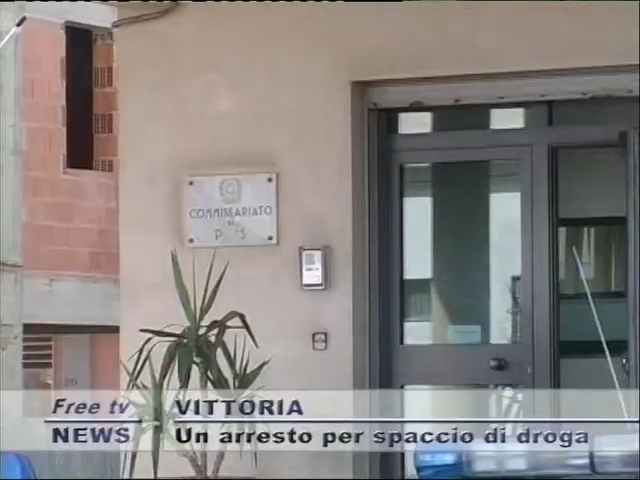 COMMISSARIATO
Free tv
NEWS
VITTORIA
Un arresto per spaccio di droga